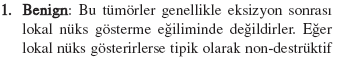 1. Benign: Bu tümörler genellikle eksizyon sonrası
lokal nüks gösterme eğiliminde değildirler. Eğer
lokal nüks gösterirlerse tipik olarak non-destrüktif